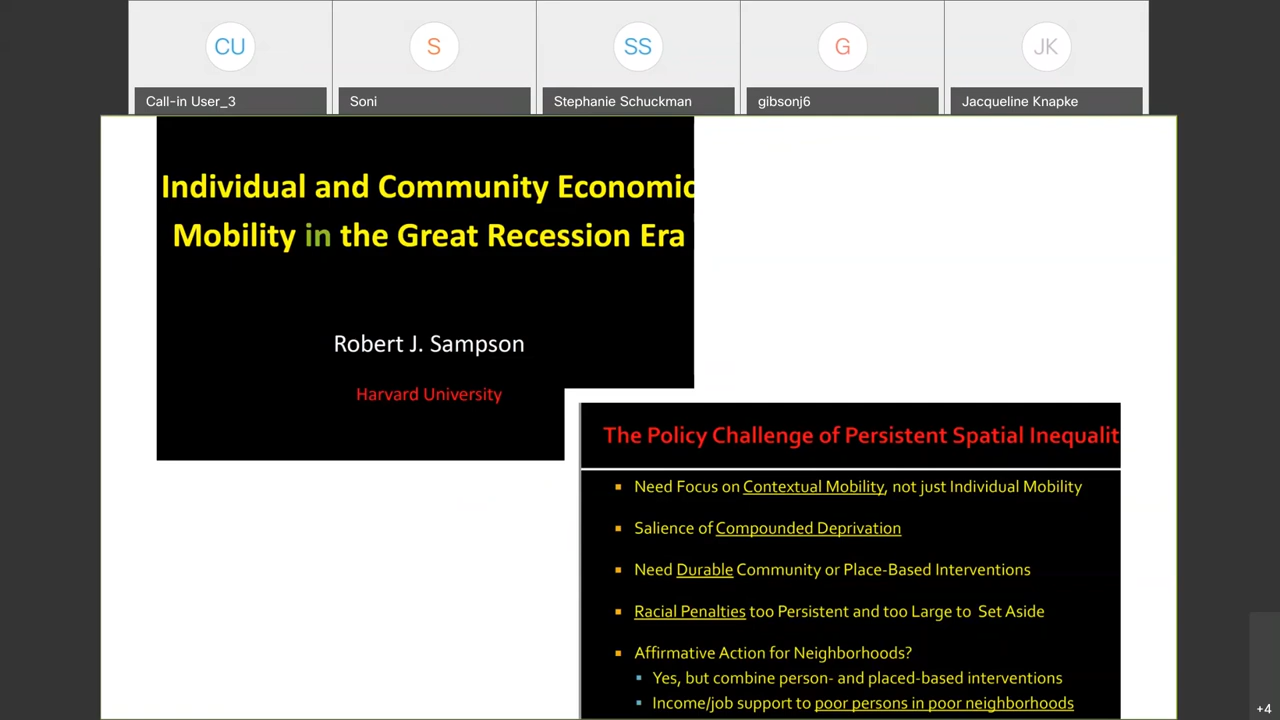 CU
S
SS
G
JK
Call-in User_3
Soni
Stephanie Schuckman
gibsonj6
Jacqueline Knapke
Individual and Community Economic
Mobility in the Great Recession Era
Robert J. Sampson
Harvard University
The Policy Challenge of Persistent Spatial Inequalit
▪ Need Focus on Contextual Mobility, not just Individual Mobility
▪ Salience of Compounded Deprivation
▪ Need Durable Community or Place-Based Interventions
▪ Racial Penalties too Persistent and too Large to Set Aside
▪ Affirmative Action for Neighborhoods?
▪ Yes, but combine person- and placed-based interventions
▪ Income/job support to poor persons in poor neighborhoods
+4